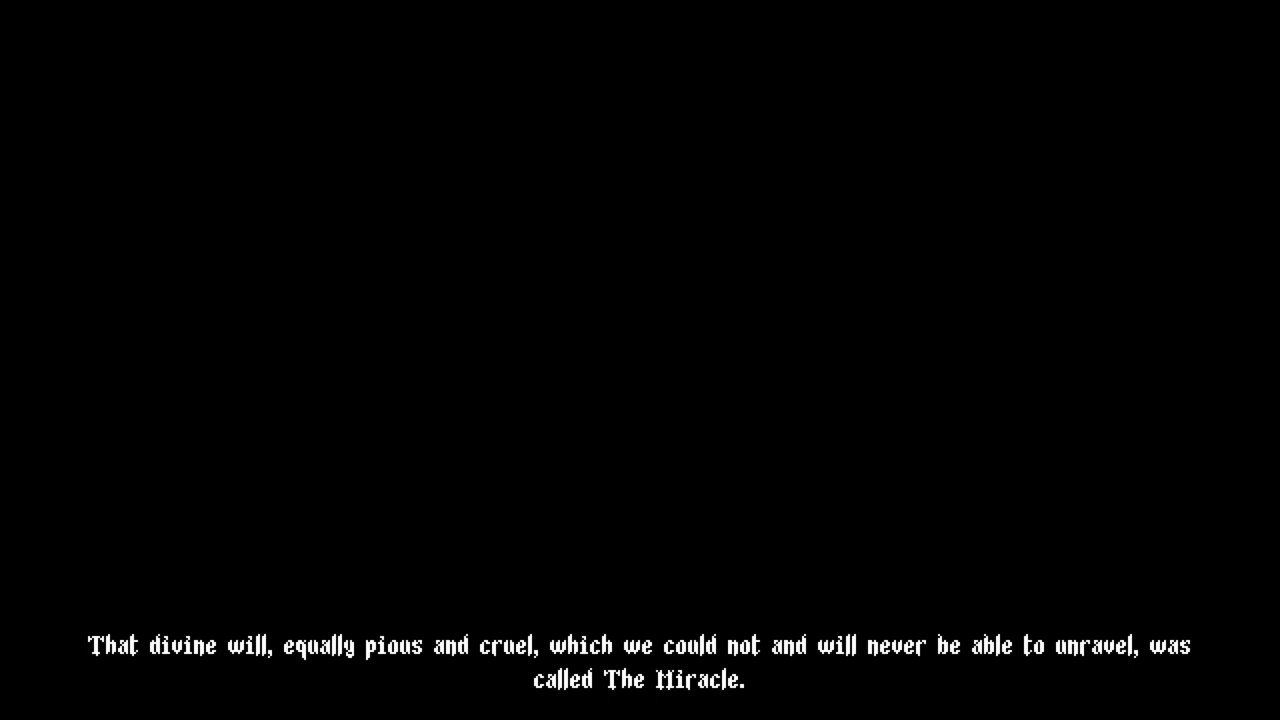 That divine will, equally pious and cruel, which we could not and will never be able to unravel, was
called The Miracle.